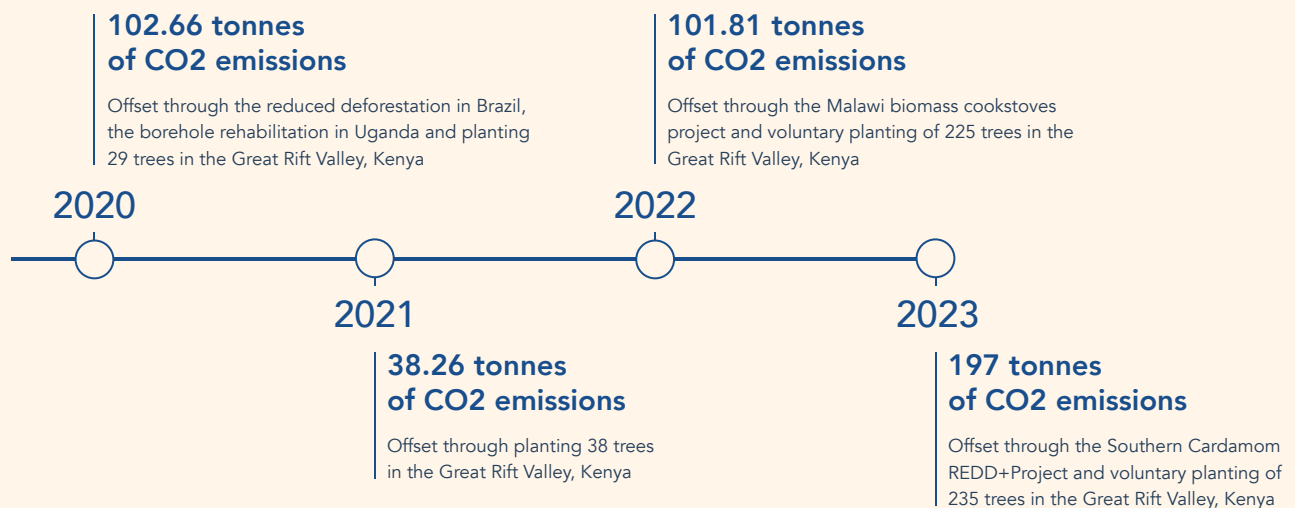 102.66 tonnes
of CO2 emissions
Offset through the reduced deforestation in Brazil,
the borehole rehabilitation in Uganda and planting
29 trees in the Great Rift Valley, Kenya
2020
2021
38.26 tonnes
of CO2 emissions
Offset through planting 38 trees
in the Great Rift Valley, Kenya
101.81 tonnes
of CO2 emissions
Offset through the Malawi biomass cookstoves
project and voluntary planting of 225 trees in the
Great Rift Valley, Kenya
2022
2023
197 tonnes
of CO2 emissions
Offset through the Southern Cardamom
REDD+Project and voluntary planting of
235 trees in the Great Rift Valley, Kenya